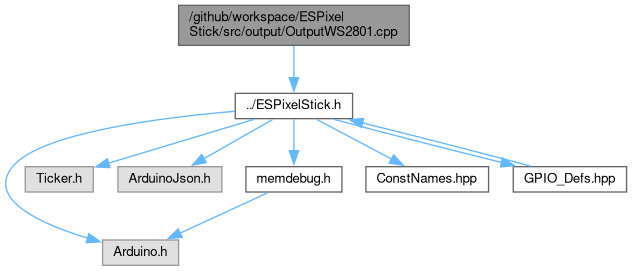 /github/workspace/ESPixel
Stick/src/output/OutputWS2801.cpp
../ESPixelStick.h
Ticker.h
ArduinoJson.h
memdebug.h
ConstNames.hpp
GPIO_Defs.hpp
Arduino.h